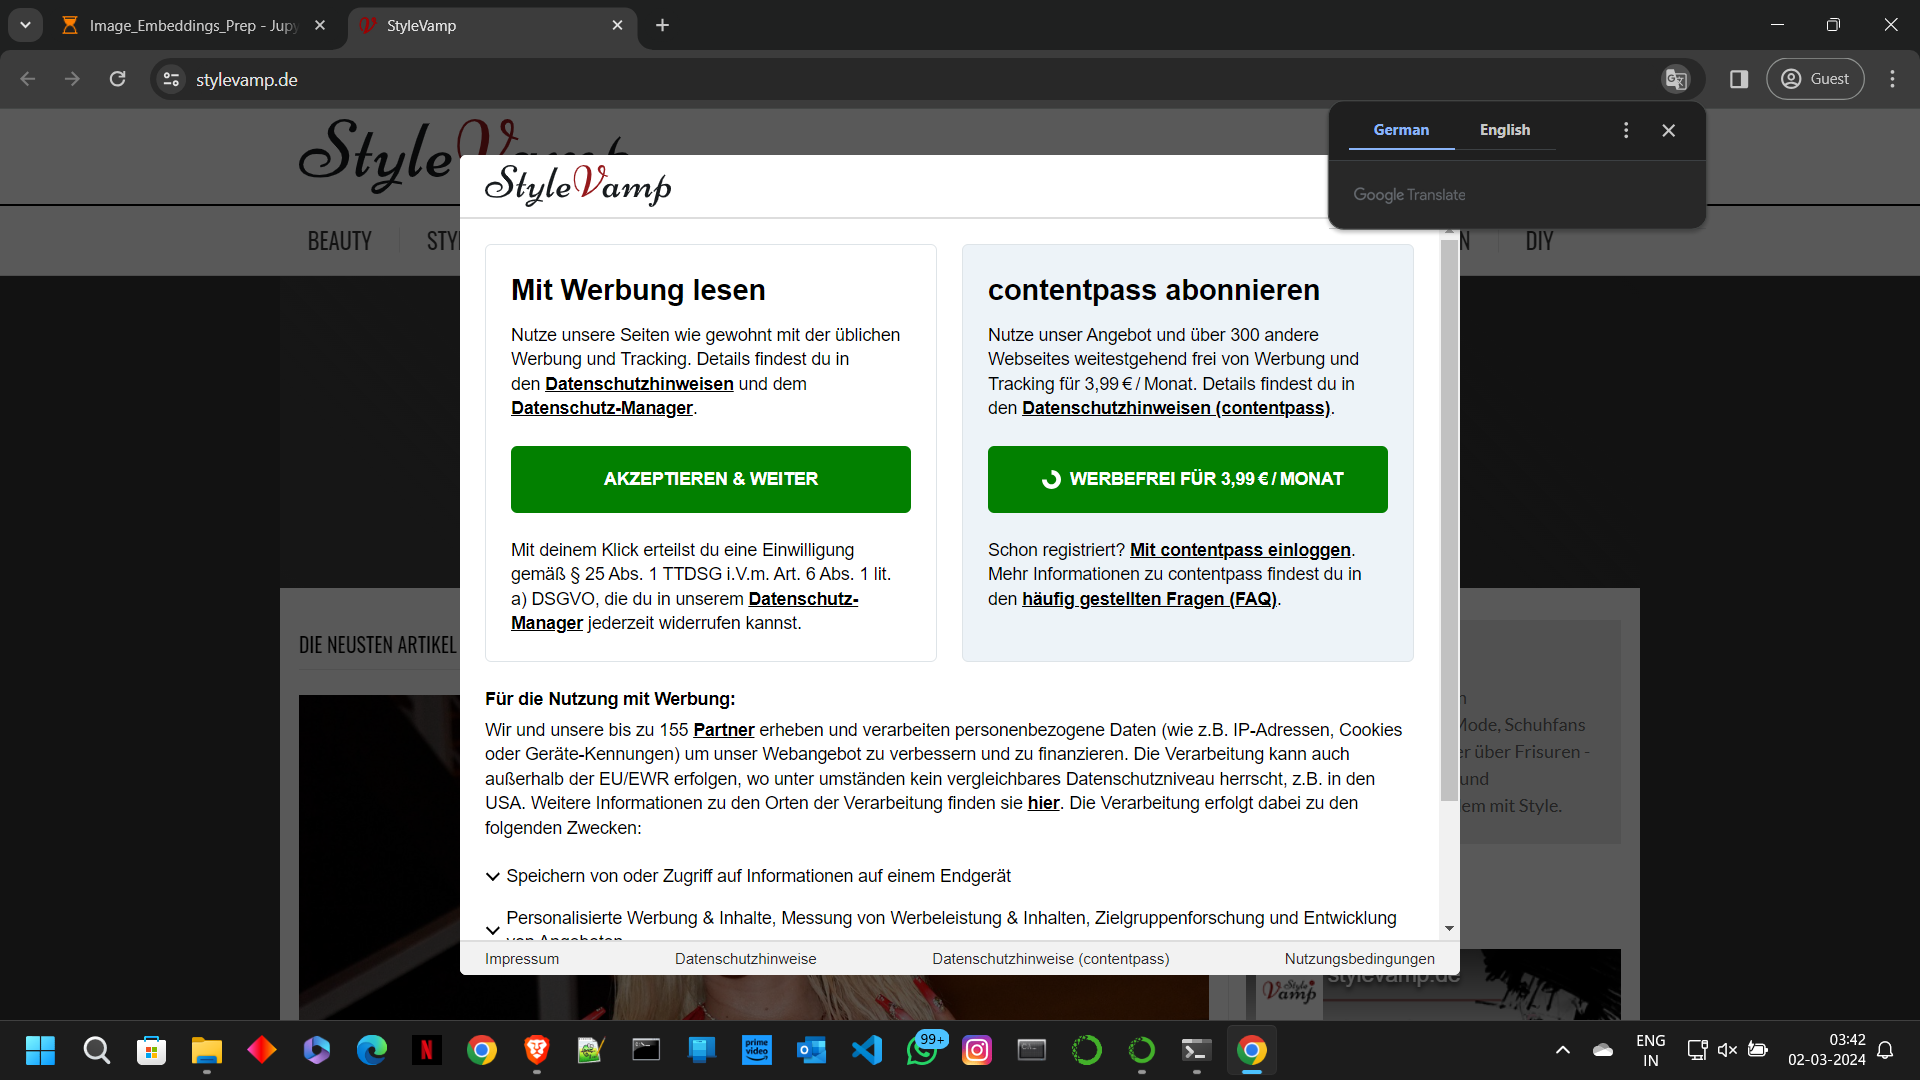 Image_Embeddings_Prep - Jupy
StyleVamp
stylevamp.de
Guest
German
English
Google Translate
StyleVamp
StyleVamp
BEAUTY
DIY
Mit Werbung lesen
Nutze unsere Seiten wie gewohnt mit der üblichen
Werbung und Tracking. Details findest du in
den Datenschutzhinweisen und dem
Datenschutz-Manager.
AKZEPTIEREN & WEITER
Mit deinem Klick erteilst du eine Einwilligung
gemäß § 25 Abs. 1 TTDSG i.V.m. Art. 6 Abs. 1 lit.
a) DSGVO, die du in unserem Datenschutz-
Manager jederzeit widerrufen kannst.
contentpass abonnieren
Nutze unser Angebot und über 300 andere
Webseites weitestgehend frei von Werbung und
Tracking für 3,99 € / Monat. Details findest du in
den Datenschutzhinweisen (contentpass).
WERBEFREI FÜR 3,99 € / MONAT
Schon registriert? Mit contentpass einloggen.
Mehr Informationen zu contentpass findest du in
den häufig gestellten Fragen (FAQ).
Für die Nutzung mit Werbung:
Wir und unsere bis zu 155 Partner erheben und verarbeiten personenbezogene Daten (wie z.B. IP-Adressen, Cookies
oder Geräte-Kennungen) um unser Webangebot zu verbessern und zu finanzieren. Die Verarbeitung kann auch
außerhalb der EU/EWR erfolgen, wo unter umständen kein vergleichbares Datenschutzniveau herrscht, z.B. in den
USA. Weitere Informationen zu den Orten der Verarbeitung finden sie hier. Die Verarbeitung erfolgt dabei zu den
folgenden Zwecken:
Speichern von oder Zugriff auf Informationen auf einem Endgerät
Personalisierte Werbung & Inhalte, Messung von Werbeleistung & Inhalten, Zielgruppenforschung und Entwicklung
von Angeboten
Impressum
Datenschutzhinweise
Datenschutzhinweise (contentpass)
Nutzungsbedingungen
DIE NEUSTEN ARTIKEL
Mode, Schuhfans
über Frisuren -
und
mit Style.
Style Vamp
stylevamp.de
prime video
99+
ENG
IN
03:42
02-03-2024